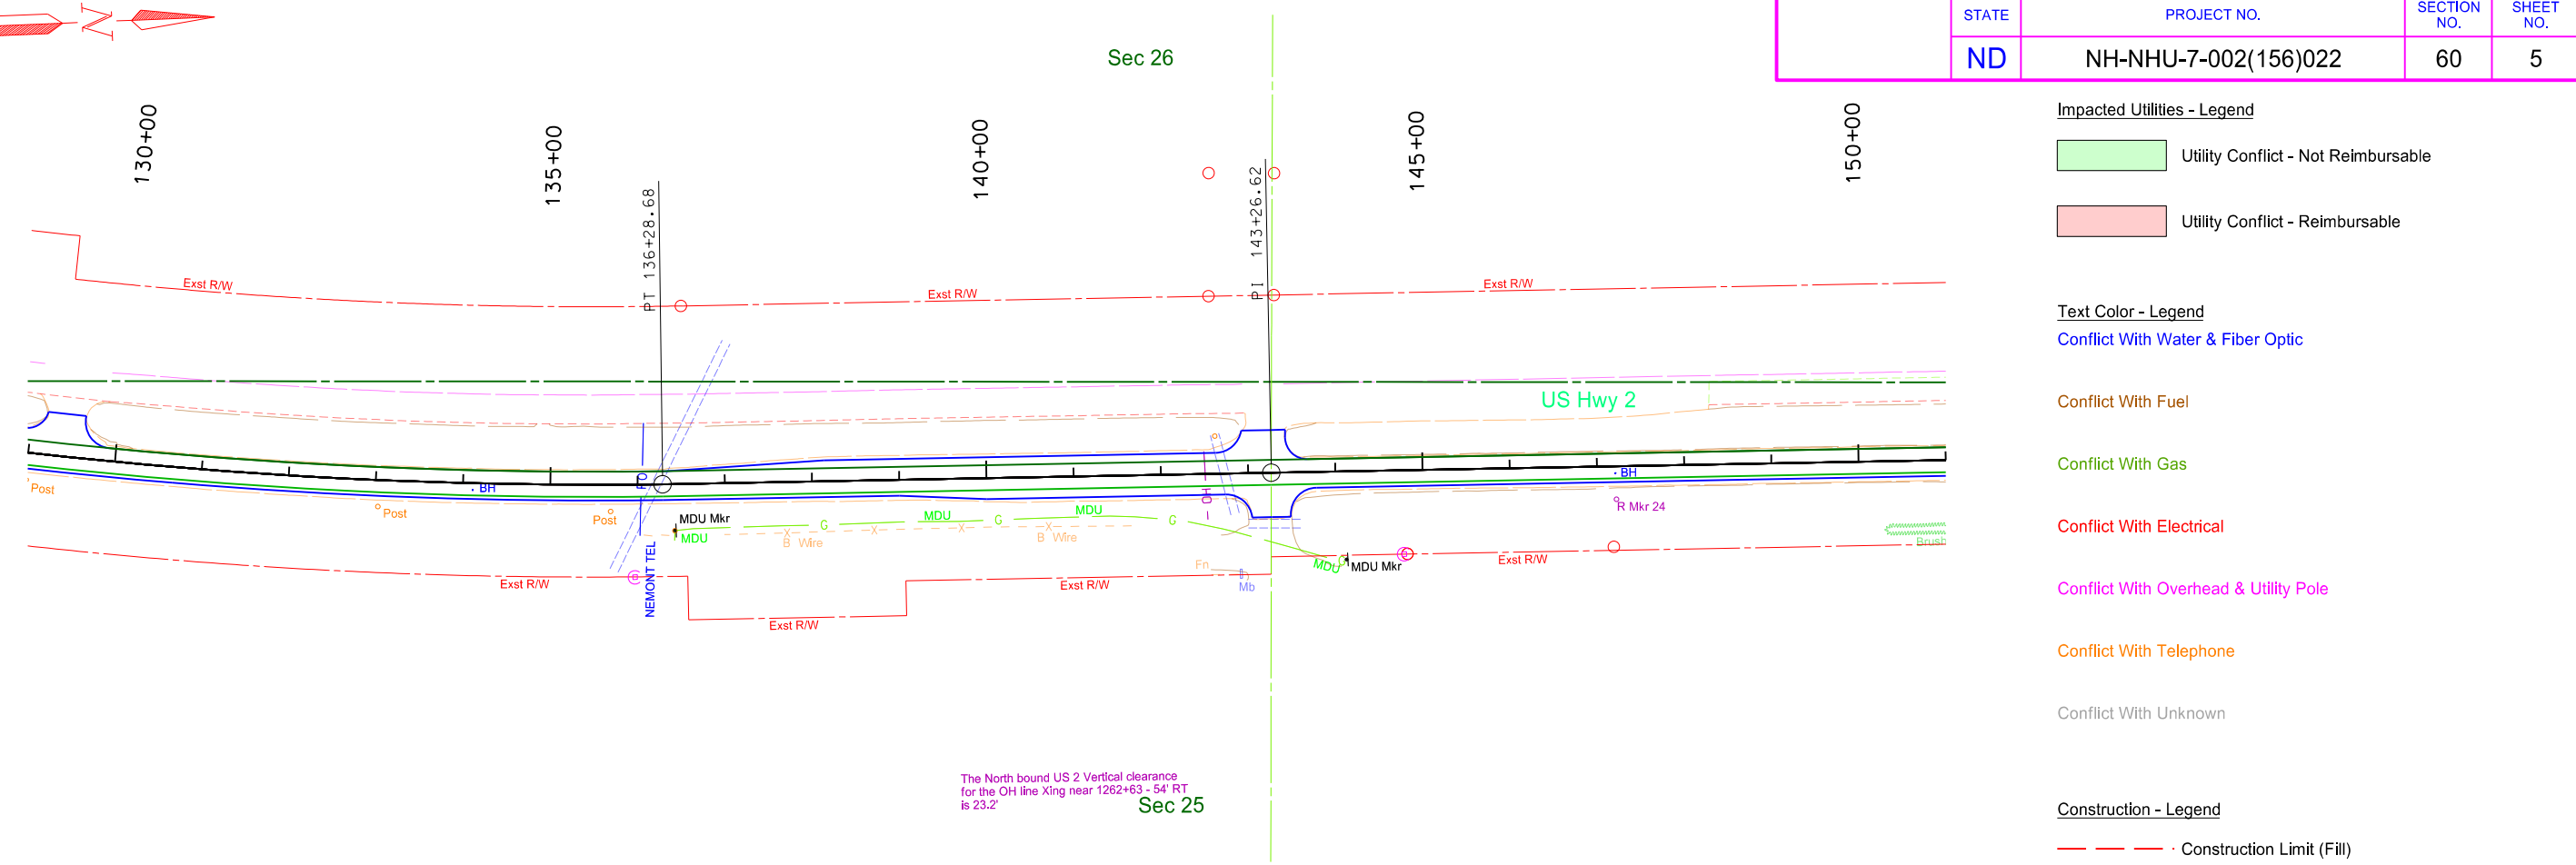 N
STATE
PROJECT NO.
SECTION
NO.
SHEET
NO.
ND
NH-NHU-7-002(156)022
60
5
Sec 26
130+00
135+00
140+00
145+00
150+00
PT 136+28.68
PI 143+26.62
Exst R/W
Exst R/W
Exst R/W
US Hwy 2
Post
BH
Post
Post
FO
NEMONT TEL
MDU Mkr
MDU
G
MDU
G
MDU
G
X
X
X
X
B Wire
B Wire
OH
BH
R Mkr 24
Brush
MDU
G
MDU Mkr
Fn
Mb
Exst R/W
Exst R/W
Exst R/W
Exst R/W
The North bound US 2 Vertical clearance
for the OH line Xing near 1262+63 - 54' RT
is 23.2'
Sec 25
Impacted Utilities - Legend
Utility Conflict - Not Reimbursable
Utility Conflict - Reimbursable
Text Color - Legend
Conflict With Water & Fiber Optic
Conflict With Fuel
Conflict With Gas
Conflict With Electrical
Conflict With Overhead & Utility Pole
Conflict With Telephone
Conflict With Unknown
Construction - Legend
Construction Limit (Fill)